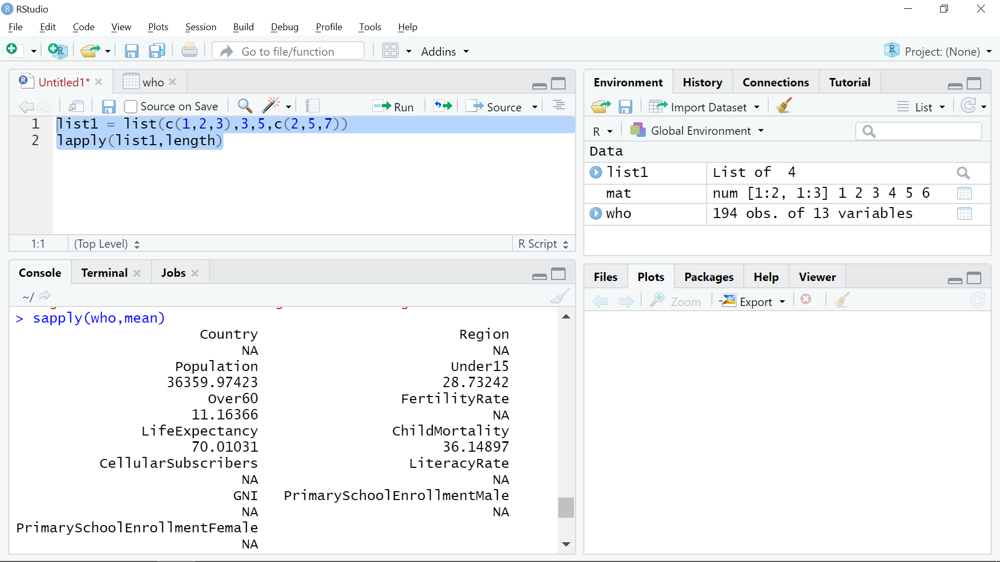 RStudio
File Edit Code View Plots Session Build Debug Profile Tools Help
Go to file/function Addins Project: (None)
Untitled1* who
Source on Save Run Source
1 list1 = list(c(1,2,3),3,5,c(2,5,7))
2 lapply(list1,length)
1:1 (Top Level) R Script
Console Terminal Jobs
~/
> sapply(who,mean)
Country Region
NA NA
Population Under15
36359.97423 28.73242
Over60 FertilityRate
11.16366 NA
LifeExpectancy ChildMortality
70.01031 36.14897
CellularSubscribers LiteracyRate
NA NA
GNI PrimarySchoolEnrollmentMale
NA NA
PrimarySchoolEnrollmentFemale
NA
Environment History Connections Tutorial
Import Dataset List
R Global Environment
Data
list1 List of 4
mat num [1:2, 1:3] 1 2 3 4 5 6
who 194 obs. of 13 variables
Files Plots Packages Help Viewer
Zoom Export